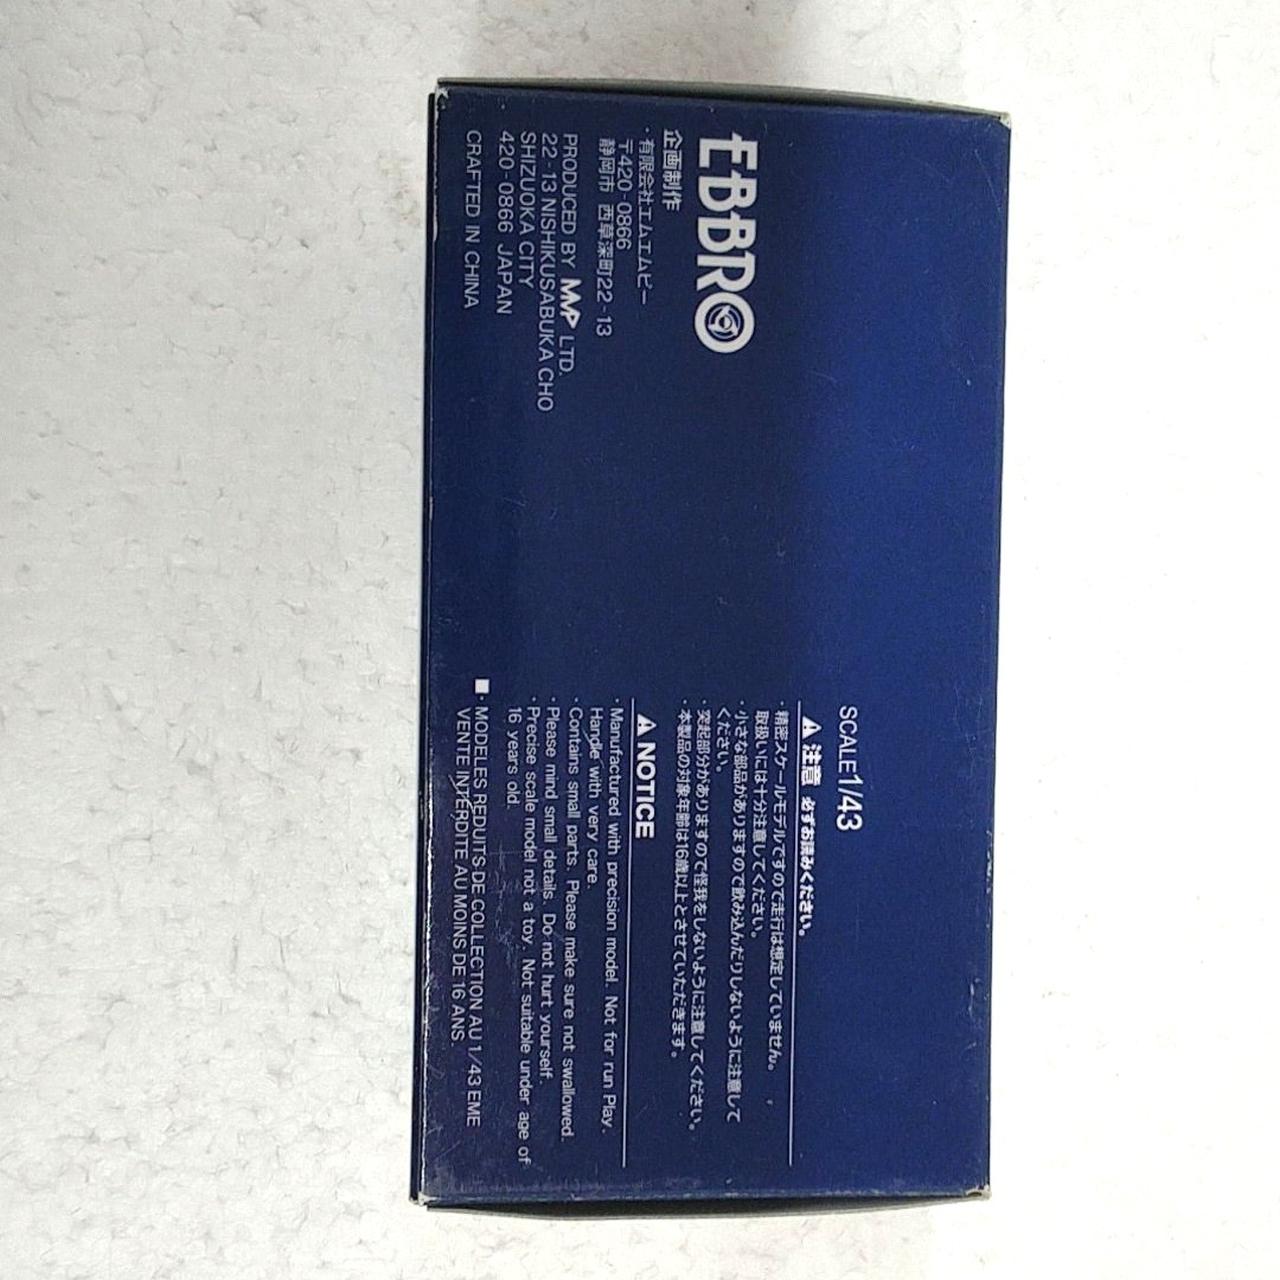 EBBRO
企画制作
・有限会社エムエムピー
〒420-0866
静岡市 西草深町22-13
PRODUCED BY MMP LTD.
22-13 NISHIKUSABUKA CHO
SHIZUOKA CITY
420-0866 JAPAN
CRAFTED IN CHINA
SCALE1/43
⚠ 注意 必ずお読みください。
・精密スケールモデルですので走行は想定していません。
取扱いには十分注意してください。
・小さな部品がありますので飲み込んだりしないように注意して
ください。
・突起部分がありますので怪我をしないように注意してください。
・本製品の対象年齢は16歳以上とさせていただきます。
⚠ NOTICE
・Manufactured with precision model. Not for run Play.
Handle with very care.
・Contains small parts. Please make sure not swallowed.
・Please mind small details. Do not hurt yourself.
・Precise scale model not a toy. Not suitable under age of
16 years old.
■・MODELES REDUITS DE COLLECTION AU 1/43 EME
VENTE INTERDITE AU MOINS DE 16 ANS.